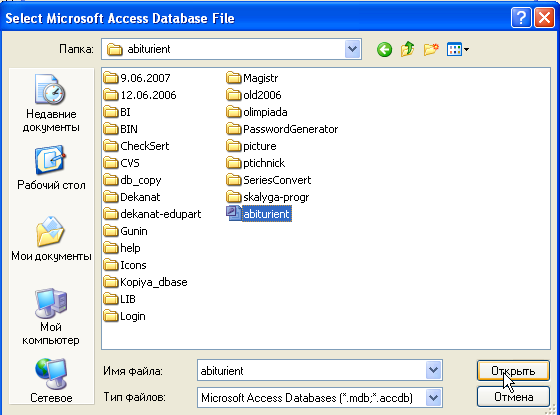 Select Microsoft Access Database File
Папка:
abiturient
Недавние
документы
Рабочий стол
Мои документы
Мой
компьютер
Сетевое
9.06.2007
12.06.2006
BI
BIN
CheckSert
CVS
db_copy
Dekanat
dekanat-edupart
Gunin
help
Icons
Kopiya_dbase
LIB
Login
Magistr
old2006
olimpiada
PasswordGenerator
picture
ptichnick
SeriesConvert
skalyga-progr
abiturient
Имя файла:
abiturient
Открыть
Тип файлов:
Microsoft Access Databases (*.mdb;*.accdb)
Отмена